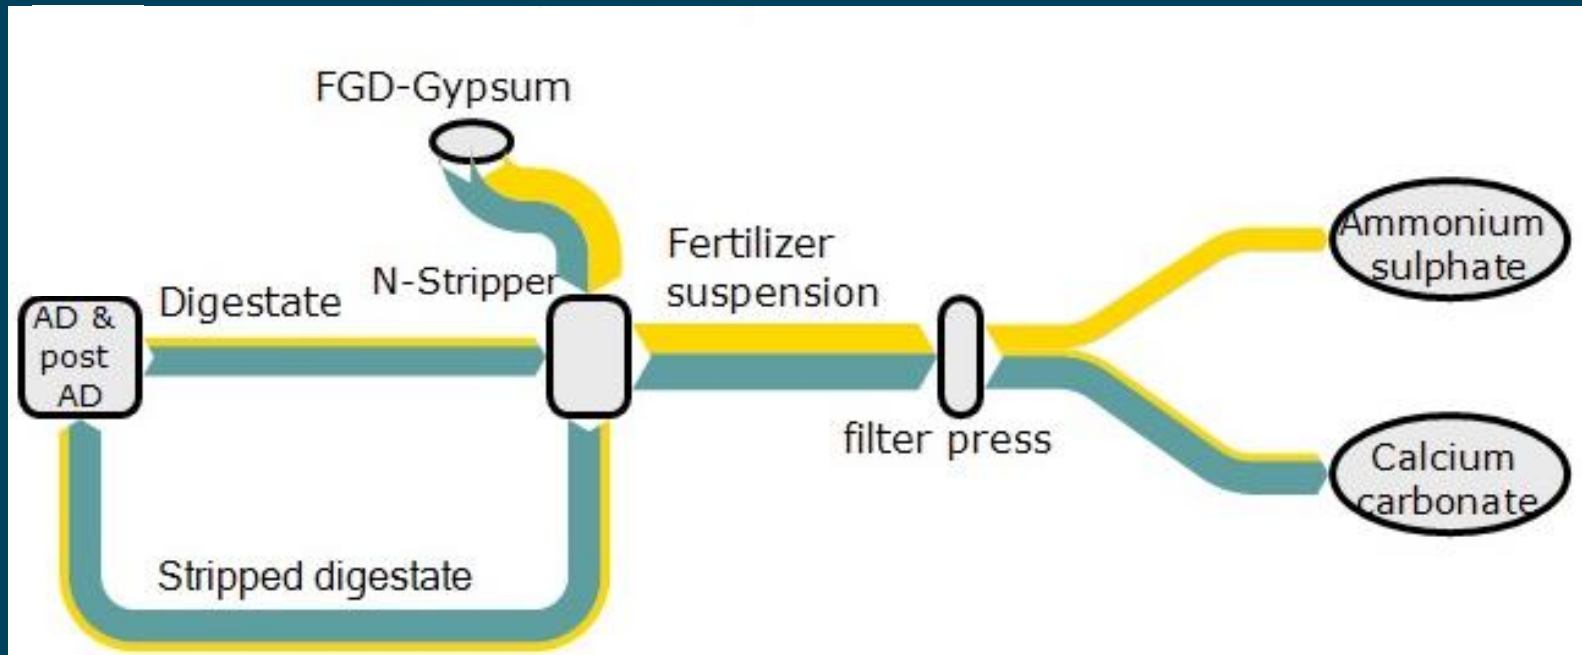 FGD-Gypsum
Fertilizer
suspension
N-Stripper
Digestate
AD &
post
AD
filter press
Ammonium
sulphate
Calcium
carbonate
Stripped digestate